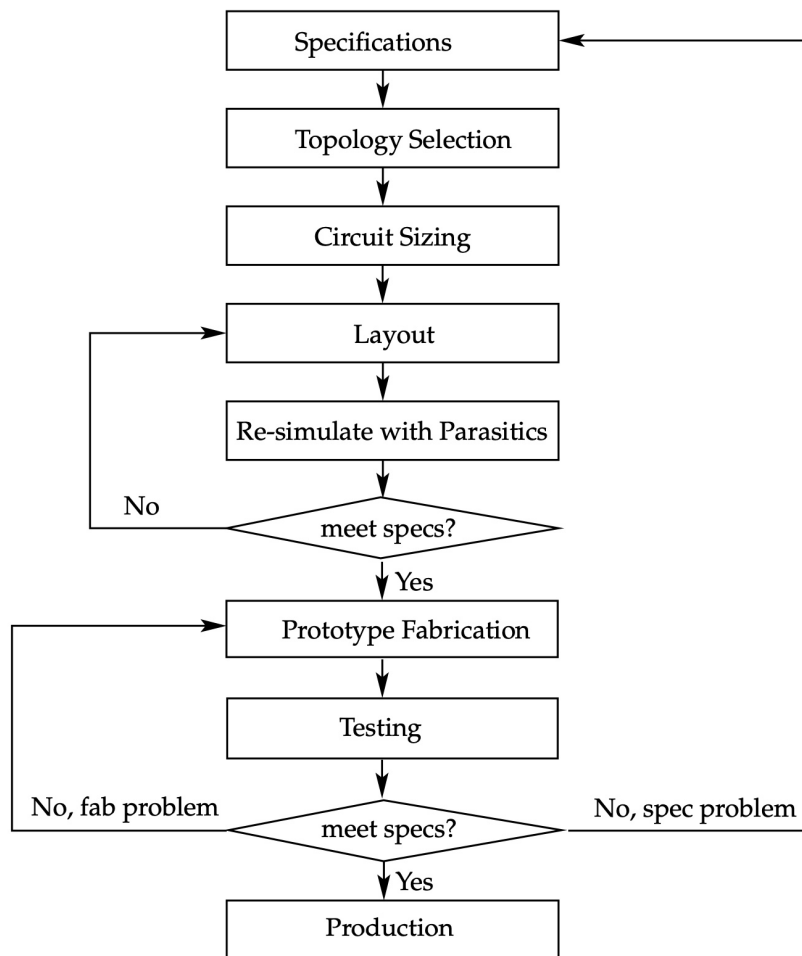 Specifications
Topology Selection
Circuit Sizing
Layout
Re-simulate with Parasitics
No
meet specs?
Yes
Prototype Fabrication
Testing
No, fab problem
meet specs?
No, spec problem
Yes
Production